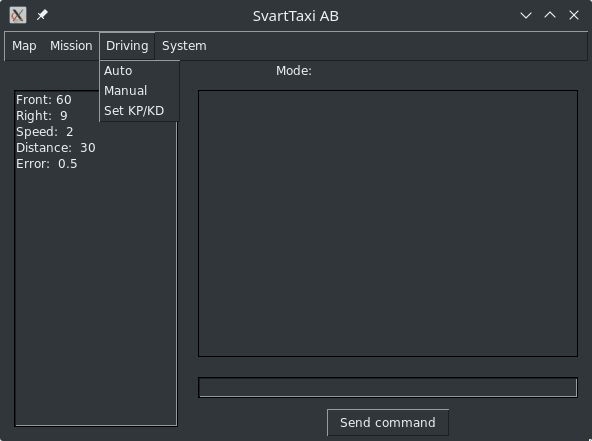 SvartTaxi AB
Map Mission Driving System
Auto
Manual
Set KP/KD
Mode:
Front: 60
Right: 9
Speed: 2
Distance: 30
Error: 0.5
Send command